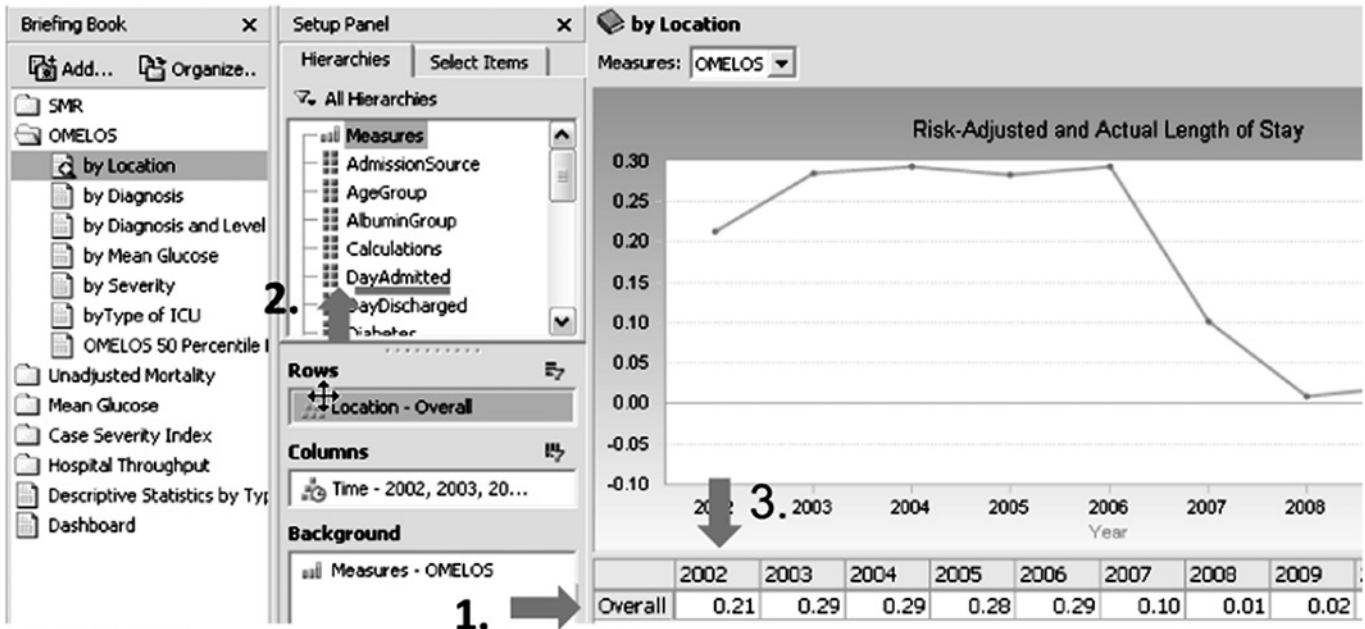 Briefing Book
Add... Organize..
SMR
OMELOS
by Location
by Diagnosis
by Diagnosis and Level
by Mean Glucose
by Severity
byType of ICU
OMELOS 50 Percentile
Unadjusted Mortality
Mean Glucose
Case Severity Index
Hospital Throughput
Descriptive Statistics by Typ
Dashboard
Setup Panel
Hierarchies Select Items
All Hierarchies
Measures
AdmissionSource
AgeGroup
AlbuminGroup
Calculations
DayAdmitted
2. DayDischarged
Diabetes
Rows
Location - Overall
Columns
Time - 2002, 2003, 20...
Background
Measures - OMELOS
1.
by Location
Measures: OMELOS
Risk-Adjusted and Actual Length of Stay
0.30
0.25
0.20
0.15
0.10
0.05
0.00
-0.05
-0.10
2002 3. 2003 2004 2005 2006 2007 2008
Year
2002 2003 2004 2005 2006 2007 2008 2009
Overall 0.21 0.29 0.29 0.28 0.29 0.10 0.01 0.02